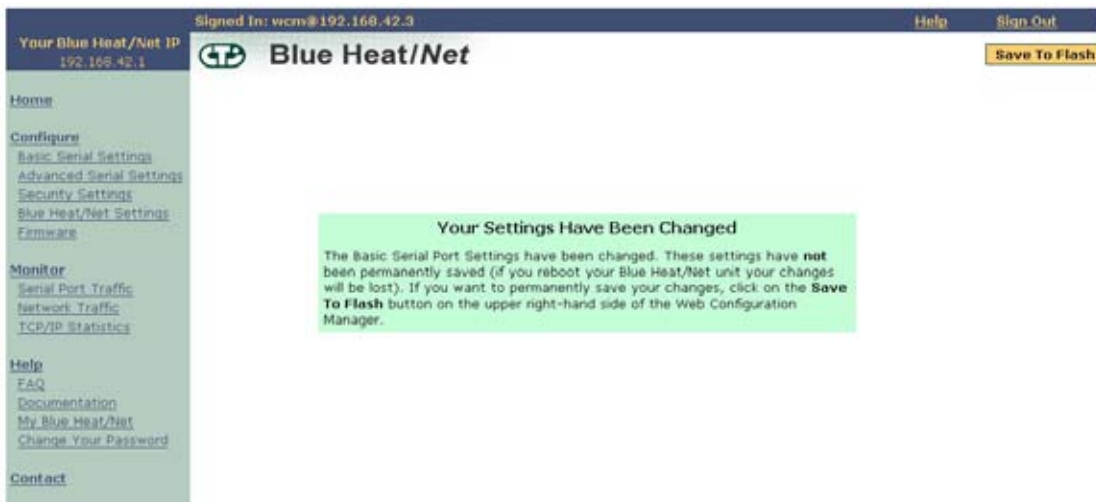 Signed In: wcm@192.168.42.3
Help
Sign Out
Your Blue Heat/Net IP
192.168.42.1
CTP
Blue Heat/Net
Save To Flash
Home
Configure
Basic Serial Settings
Advanced Serial Settings
Security Settings
Blue Heat/Net Settings
Firmware
Monitor
Serial Port Traffic
Network Traffic
TCP/IP Statistics
Help
FAQ
Documentation
My Blue Heat/Net
Change Your Password
Contact
Your Settings Have Been Changed
The Basic Serial Port Settings have been changed. These settings have not
been permanently saved (if you reboot your Blue Heat/Net unit your changes
will be lost). If you want to permanently save your changes, click on the Save
To Flash button on the upper right-hand side of the Web Configuration
Manager.